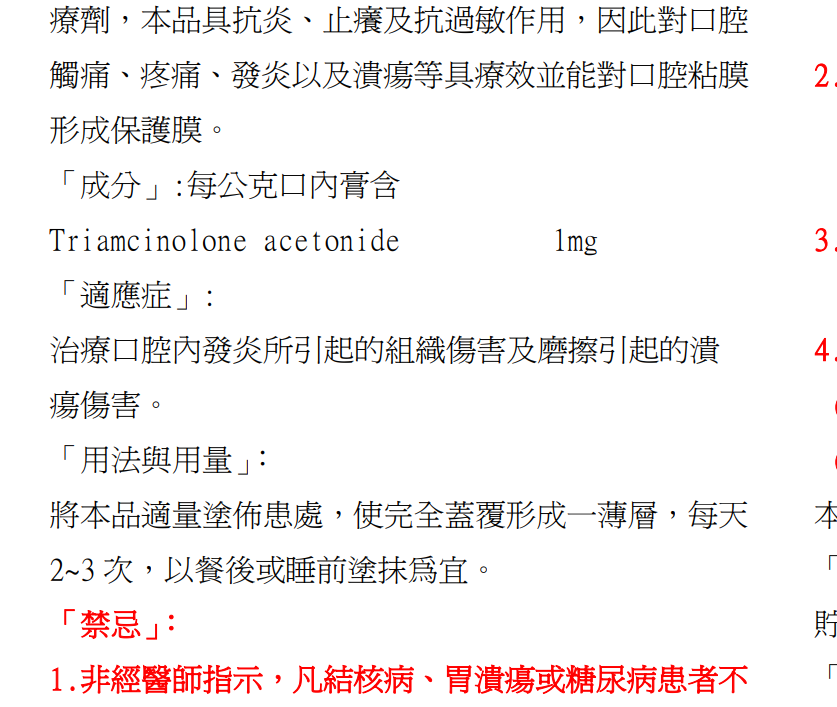 療劑，本品具抗炎、止癢及抗過敏作用，因此對口腔
觸痛、疼痛、發炎以及潰瘍等具療效並能對口腔粘膜
形成保護膜。
「成分」:每公克口內膏含
Triamcinolone acetonide 1mg
「適應症」:
治療口腔內發炎所引起的組織傷害及磨擦引起的潰
瘍傷害。
「用法與用量」:
將本品適量塗佈患處，使完全蓋覆形成一薄層，每天
2~3 次，以餐後或睡前塗抹爲宜。
「禁忌」:
1.非經醫師指示，凡結核病、胃潰瘍或糖尿病患者不
2.
3.
4.
本
「
貯
「